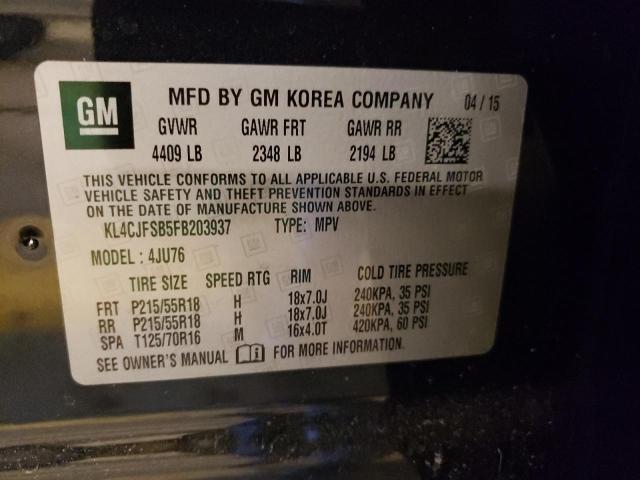 GM MFD BY GM KOREA COMPANY 04 / 15
GVWR GAWR FRT GAWR RR
4409 LB 2348 LB 2194 LB
THIS VEHICLE CONFORMS TO ALL APPLICABLE U.S. FEDERAL MOTOR
VEHICLE SAFETY AND THEFT PREVENTION STANDARDS IN EFFECT
ON THE DATE OF MANUFACTURE SHOWN ABOVE.
KL4CJFSB5FB203937 TYPE: MPV
MODEL : 4JU76
TIRE SIZE SPEED RTG RIM COLD TIRE PRESSURE
FRT P215/55R18 H 18x7.0J 240KPA, 35 PSI
RR P215/55R18 H 18x7.0J 240KPA, 35 PSI
SPA T125/70R16 M 16x4.0T 420KPA, 60 PSI
SEE OWNER'S MANUAL FOR MORE INFORMATION.